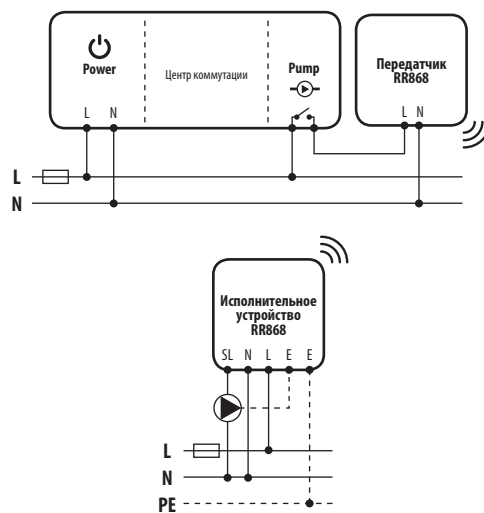 Power
Центр коммутации
Pump
Передатчик
RR868
L N
L N
L
N
Исполнительное
устройство
RR868
SL N L E E
L
N
PE